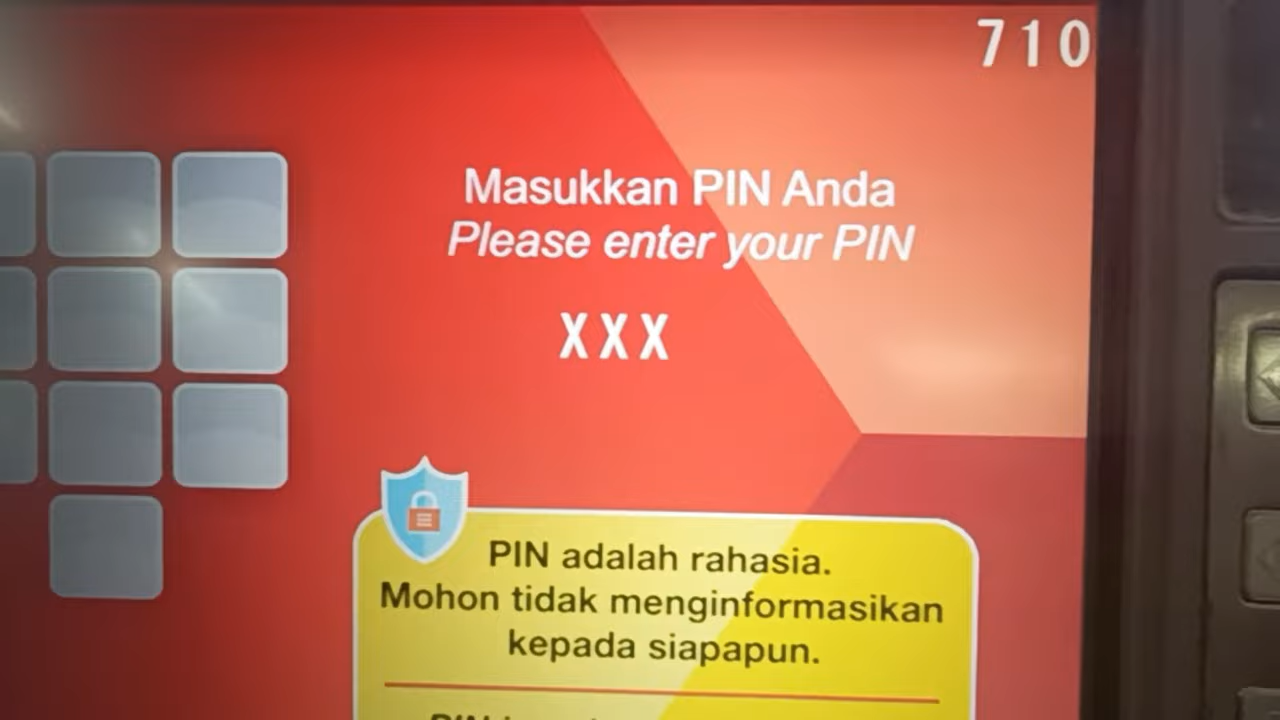 710
Masukkan PIN Anda
Please enter your PIN
XXX
PIN adalah rahasia.
Mohon tidak menginformasikan
kepada siapapun.